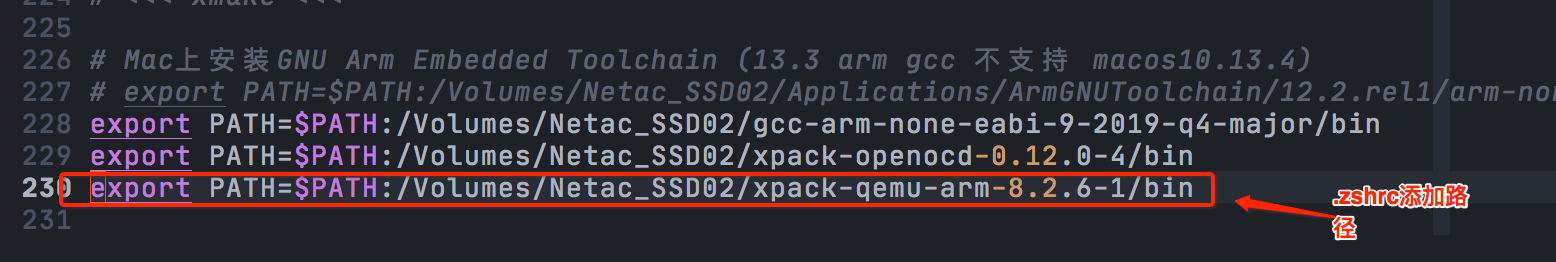 224 # <<< xmake <<<
225
226 # Mac上安装GNU Arm Embedded Toolchain (13.3 arm gcc 不支持 macos10.13.4)
227 # export PATH=$PATH:/Volumes/Netac_SSD02/Applications/ArmGNUToolchain/12.2.rel1/arm-non
228 export PATH=$PATH:/Volumes/Netac_SSD02/gcc-arm-none-eabi-9-2019-q4-major/bin
229 export PATH=$PATH:/Volumes/Netac_SSD02/xpack-openocd-0.12.0-4/bin
230 export PATH=$PATH:/Volumes/Netac_SSD02/xpack-qemu-arm-8.2.6-1/bin
.zshrc添加路
径
231